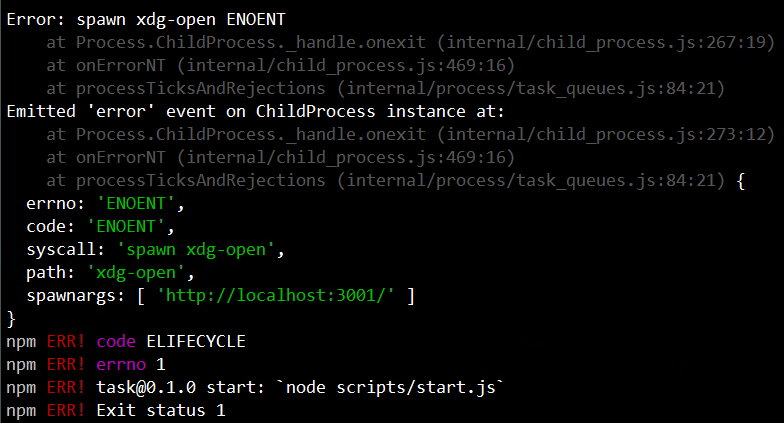 Error: spawn xdg-open ENOENT
    at Process.ChildProcess._handle.onexit (internal/child_process.js:267:19)
    at onErrorNT (internal/child_process.js:469:16)
    at processTicksAndRejections (internal/process/task_queues.js:84:21)
Emitted 'error' event on ChildProcess instance at:
    at Process.ChildProcess._handle.onexit (internal/child_process.js:273:12)
    at onErrorNT (internal/child_process.js:469:16)
    at processTicksAndRejections (internal/process/task_queues.js:84:21) {
  errno: 'ENOENT',
  code: 'ENOENT',
  syscall: 'spawn xdg-open',
  path: 'xdg-open',
  spawnargs: [ 'http://localhost:3001/' ]
}
npm ERR! code ELIFECYCLE
npm ERR! errno 1
npm ERR! task@0.1.0 start: `node scripts/start.js`
npm ERR! Exit status 1